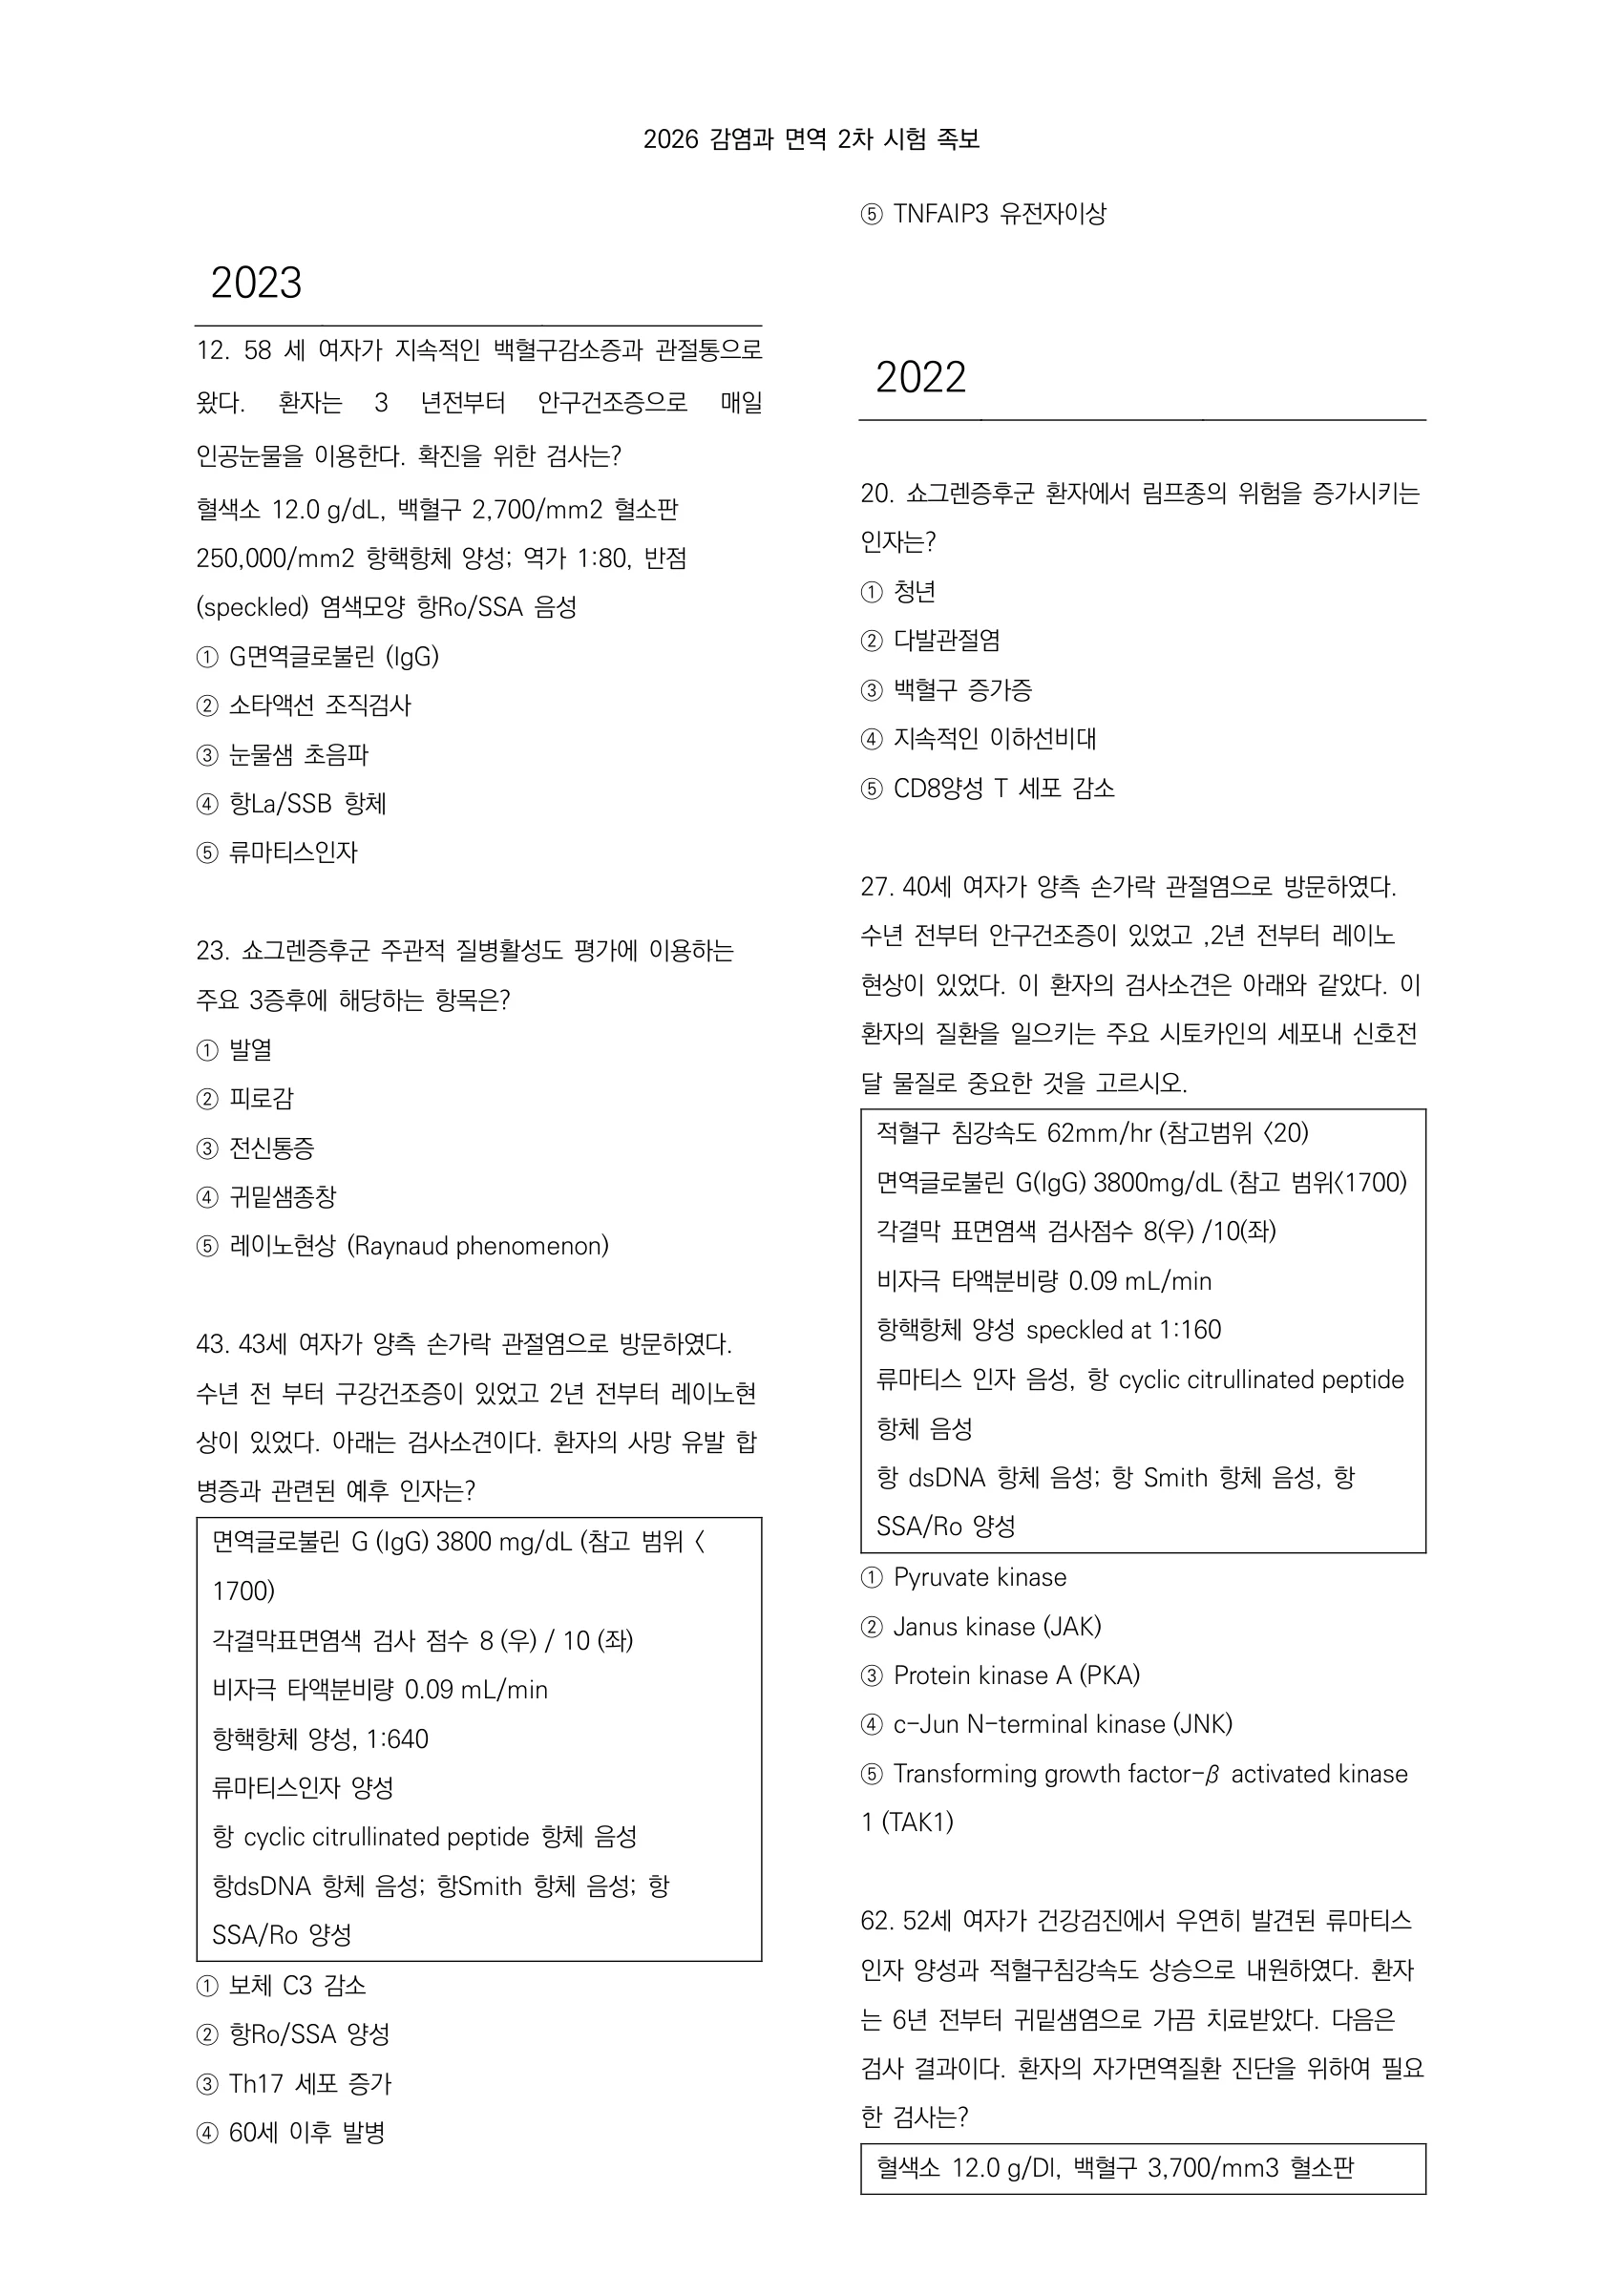 2026 감염과 면역 2차 시험 족보
2023
12. 58 세 여자가 지속적인 백혈구감소증과 관절통으로
왔다. 환자는 3 년전부터 안구건조증으로 매일
인공눈물을 이용한다. 확진을 위한 검사는?
혈색소 12.0 g/dL, 백혈구 2,700/mm2 혈소판
250,000/mm2 항핵항체 양성; 역가 1:80, 반점
(speckled) 염색모양 항Ro/SSA 음성
① G면역글로불린 (IgG)
② 소타액선 조직검사
③ 눈물샘 초음파
④ 항La/SSB 항체
⑤ 류마티스인자
23. 쇼그렌증후군 주관적 질병활성도 평가에 이용하는
주요 3증후에 해당하는 항목은?
① 발열
② 피로감
③ 전신통증
④ 귀밑샘종창
⑤ 레이노현상 (Raynaud phenomenon)
43. 43세 여자가 양측 손가락 관절염으로 방문하였다.
수년 전 부터 구강건조증이 있었고 2년 전부터 레이노현
상이 있었다. 아래는 검사소견이다. 환자의 사망 유발 합
병증과 관련된 예후 인자는?
면역글로불린 G (IgG) 3800 mg/dL (참고 범위 <
1700)
각결막표면염색 검사 점수 8 (우) / 10 (좌)
비자극 타액분비량 0.09 mL/min
항핵항체 양성, 1:640
류마티스인자 양성
항 cyclic citrullinated peptide 항체 음성
항dsDNA 항체 음성; 항Smith 항체 음성; 항
SSA/Ro 양성
① 보체 C3 감소
② 항Ro/SSA 양성
③ Th17 세포 증가
④ 60세 이후 발병
⑤ TNFAIP3 유전자이상
2022
20. 쇼그렌증후군 환자에서 림프종의 위험을 증가시키는
인자는?
① 청년
② 다발관절염
③ 백혈구 증가증
④ 지속적인 이하선비대
⑤ CD8양성 T 세포 감소
27. 40세 여자가 양측 손가락 관절염으로 방문하였다.
수년 전부터 안구건조증이 있었고 ,2년 전부터 레이노
현상이 있었다. 이 환자의 검사소견은 아래와 같았다. 이
환자의 질환을 일으키는 주요 시토카인의 세포내 신호전
달 물질로 중요한 것을 고르시오.
적혈구 침강속도 62mm/hr (참고범위 <20)
면역글로불린 G(IgG) 3800mg/dL (참고 범위<1700)
각결막 표면염색 검사점수 8(우) /10(좌)
비자극 타액분비량 0.09 mL/min
항핵항체 양성 speckled at 1:160
류마티스 인자 음성, 항 cyclic citrullinated peptide
항체 음성
항 dsDNA 항체 음성; 항 Smith 항체 음성, 항
SSA/Ro 양성
① Pyruvate kinase
② Janus kinase (JAK)
③ Protein kinase A (PKA)
④ c-Jun N-terminal kinase (JNK)
⑤ Transforming growth factor-β activated kinase
1 (TAK1)
62. 52세 여자가 건강검진에서 우연히 발견된 류마티스
인자 양성과 적혈구침강속도 상승으로 내원하였다. 환자
는 6년 전부터 귀밑샘염으로 가끔 치료받았다. 다음은
검사 결과이다. 환자의 자가면역질환 진단을 위하여 필요
한 검사는?
혈색소 12.0 g/Dl, 백혈구 3,700/mm3 혈소판